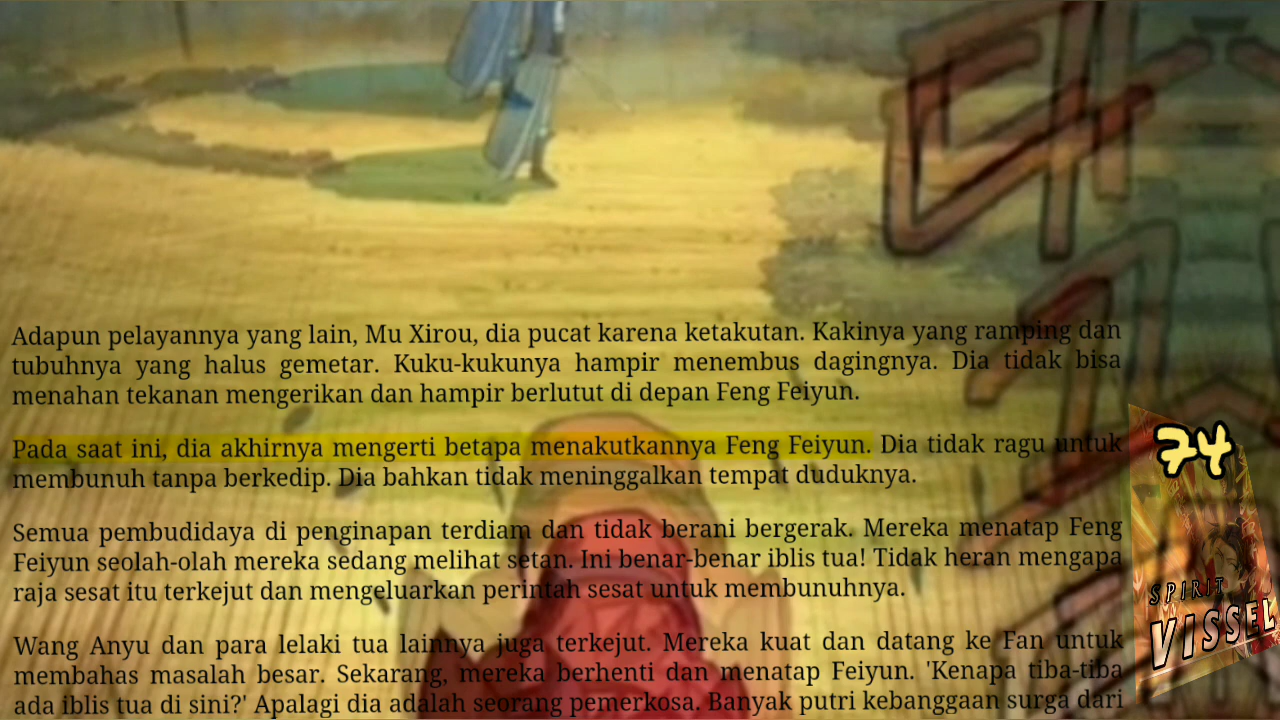 Adapun pelayannya yang lain, Mu Xirou, dia pucat karena ketakutan. Kakinya yang ramping dan
tubuhnya yang halus gemetar. Kuku-kukunya hampir menembus dagingnya. Dia tidak bisa
menahan tekanan mengerikan dan hampir berlutut di depan Feng Feiyun.
Pada saat ini, dia akhirnya mengerti betapa menakutkannya Feng Feiyun. Dia tidak ragu untuk
membunuh tanpa berkedip. Dia bahkan tidak meninggalkan tempat duduknya.
Semua pembudidaya di penginapan terdiam dan tidak berani bergerak. Mereka menatap Feng
Feiyun seolah-olah mereka sedang melihat setan. Ini benar-benar iblis tua! Tidak heran mengapa
raja sesat itu terkejut dan mengeluarkan perintah sesat untuk membunuhnya.
Wang Anyu dan para lelaki tua lainnya juga terkejut. Mereka kuat dan datang ke Fan untuk
membahas masalah besar. Sekarang, mereka berhenti dan menatap Feiyun. 'Kenapa tiba-tiba
ada iblis tua di sini?' Apalagi dia adalah seorang pemerkosa. Banyak putri kebanggaan surga dari
74
SPIRIT
VISSEL